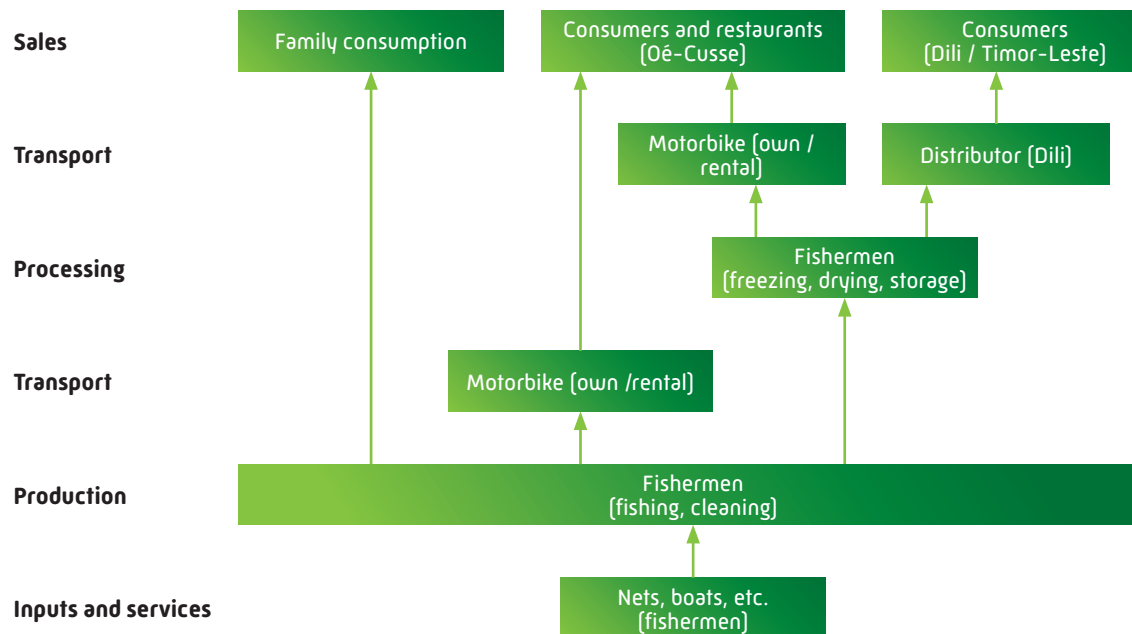 Sales
Family consumption
Consumers and restaurants
(Oé-Cusse)
Consumers
(Dili / Timor-Leste)
Transport
Motorbike (own /
rental)
Distributor (Dili)
Processing
Fishermen
(freezing, drying, storage)
Transport
Motorbike (own /rental)
Production
Fishermen
(fishing, cleaning)
Inputs and services
Nets, boats, etc.
(fishermen)